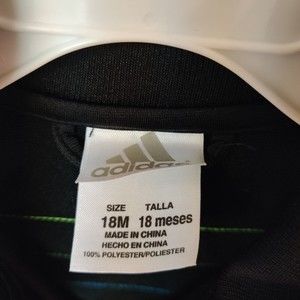 adidas
SIZE TALLA
18M 18 meses
MADE IN CHINA
HECHO EN CHINA
100% POLYESTER/POLIESTER